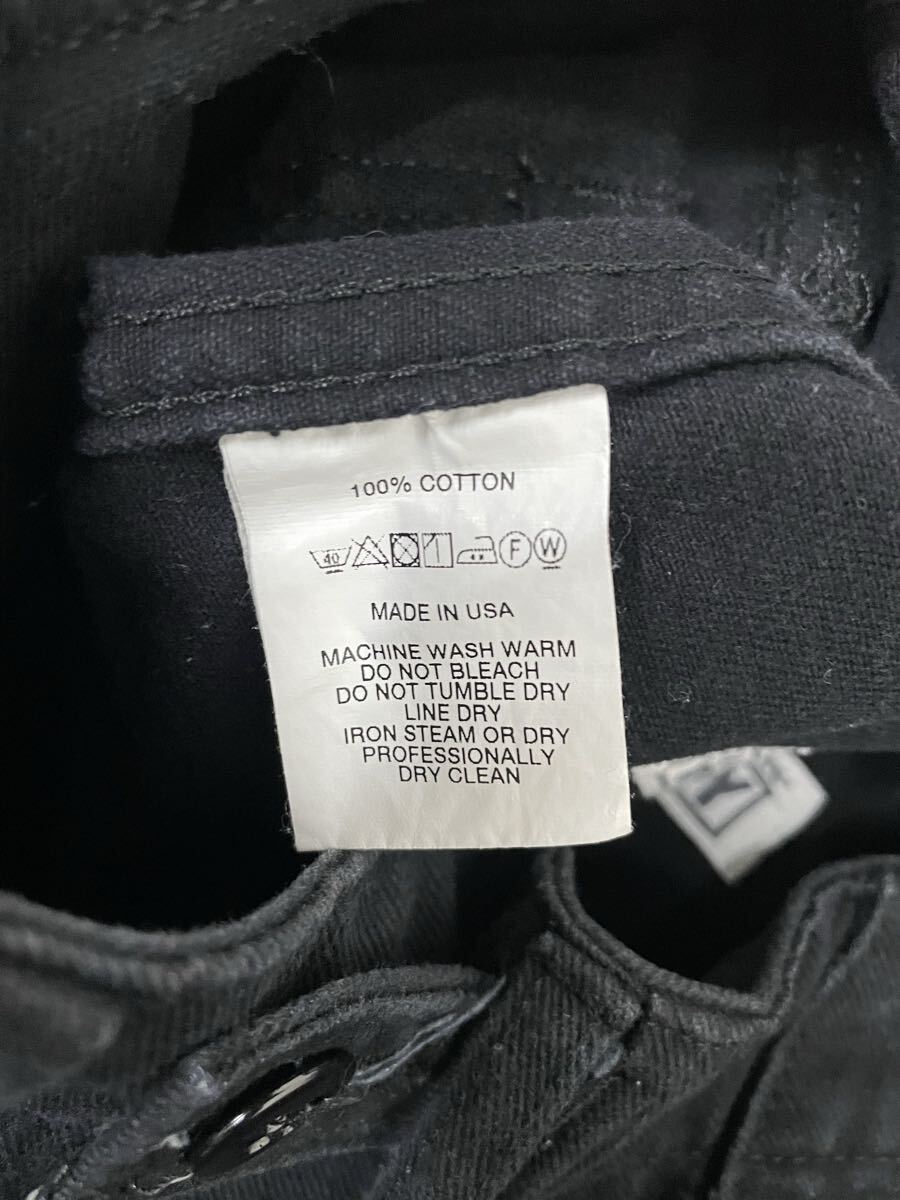 100% COTTON
40 F W
MADE IN USA
MACHINE WASH WARM
DO NOT BLEACH
DO NOT TUMBLE DRY
LINE DRY
IRON STEAM OR DRY
PROFESSIONALLY
DRY CLEAN
Y